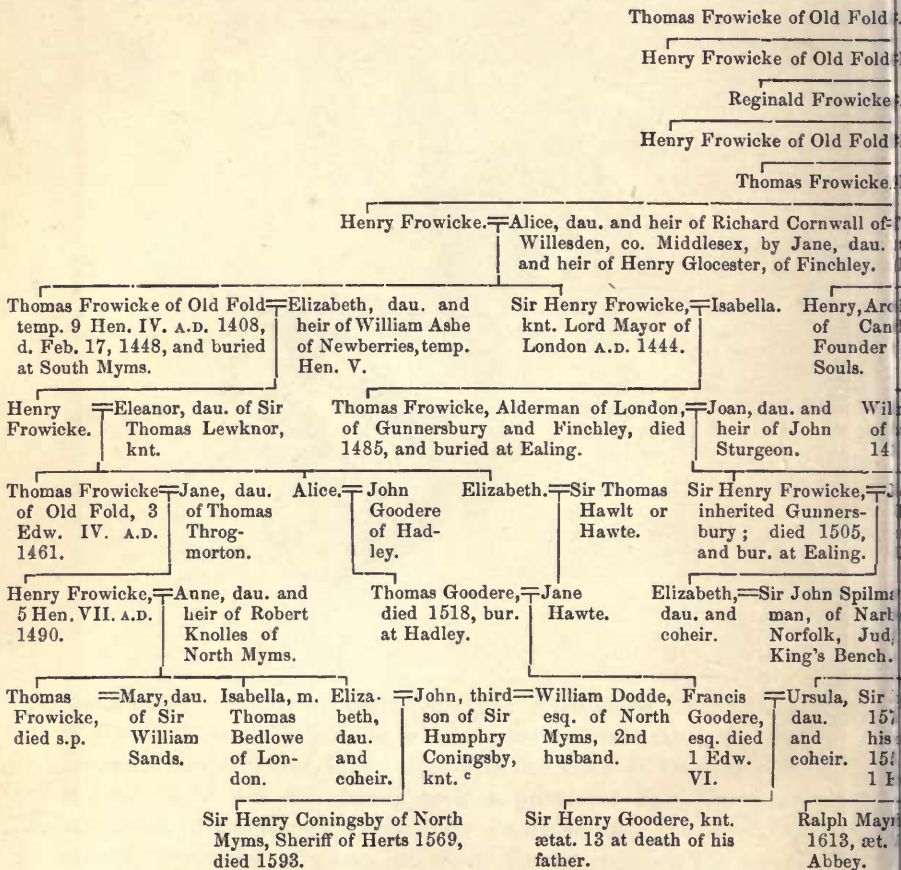 Thomas Frowicke of Old Fold
Henry Frowicke of Old Fold
Reginald Frowicke
Henry Frowicke of Old Fold
Thomas Frowicke.
Henry Frowicke.
Alice, dau. and heir of Richard Cornwall of
Willesden, co. Middlesex, by Jane, dau.
and heir of Henry Glocester, of Finchley.
Thomas Frowicke of Old Fold
temp. 9 Hen. IV. A.D. 1408,
d. Feb. 17, 1448, and buried
at South Myms.
Elizabeth, dau. and
heir of William Ashe
of Newberries, temp.
Hen. V.
Sir Henry Frowicke,
knt. Lord Mayor of
London A.D. 1444.
Isabella.
Henry,
of
Founder
Souls.
Henry
Frowicke.
Eleanor, dau. of Sir
Thomas Lewknor,
knt.
Thomas Frowicke, Alderman of London,
of Gunnersbury and Finchley, died
1485, and buried at Ealing.
Joan, dau. and
heir of John
Sturgeon.
of
Thomas Frowicke
of Old Fold, 3
Edw. IV. A.D.
1461.
Jane, dau.
of Thomas
Throg-
morton.
Alice.
John
Goodere
of Had-
ley.
Elizabeth.
Sir Thomas
Hawlt or
Hawte.
Sir Henry Frowicke,
inherited Gunners-
bury; died 1505,
and bur. at Ealing.
Henry Frowicke,
5 Hen. VII. A.D.
1490.
Anne, dau. and
heir of Robert
Knolles of
North Myms.
Thomas Goodere,
died 1518, bur.
at Hadley.
Jane
Hawte.
Elizabeth,
dau. and
coheir.
Sir John
man, of
Norfolk,
King's Bench.
Thomas
Frowicke,
died s.p.
Mary, dau.
of Sir
William
Sands.
Isabella, m.
Thomas
Bedlowe
of Lon-
don.
Eliza-
beth,
dau.
and
coheir.
John, third
son of Sir
Humphry
Coningsby,
knt. c
William Dodde,
esq. of North
Myms, 2nd
husband.
Francis
Goodere,
esq. died
1 Edw.
VI.
Ursula,
dau.
and
coheir.
Sir
his
Sir Henry Coningsby of North
Myms, Sheriff of Herts 1569,
died 1593.
Sir Henry Goodere, knt.
ætat. 13 at death of his
father.
Ralph
1613, æt.
Abbey.